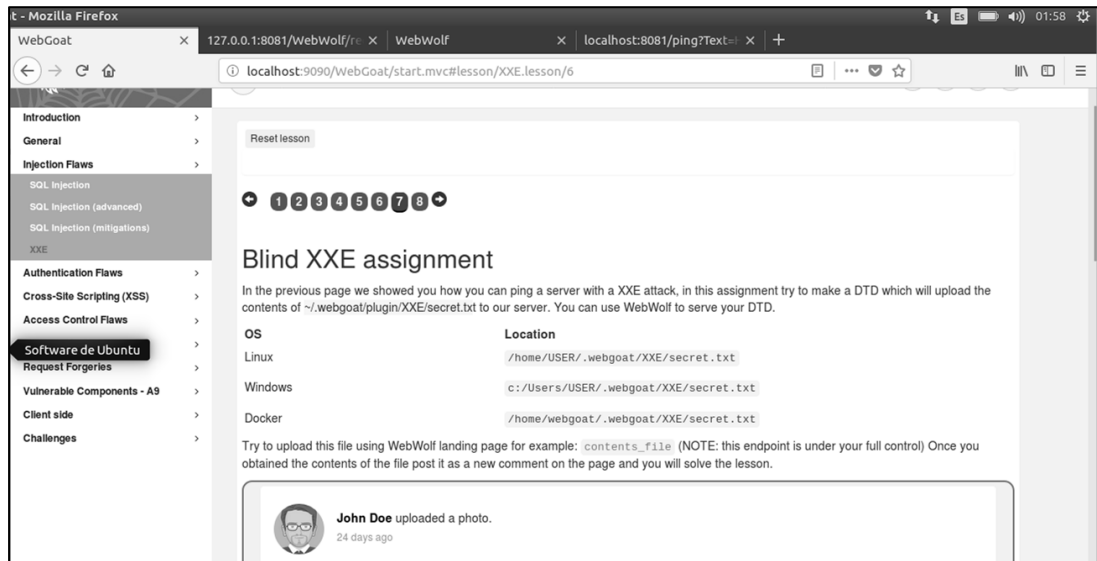 t - Mozilla Firefox
Es
01:58
WebGoat
127.0.0.1:8081/WebWolf/re
WebWolf
localhost:8081/ping?Text=
localhost:9090/WebGoat/start.mvc#lesson/XXE.lesson/6
Introduction
General
Injection Flaws
SQL Injection
SQL Injection (advanced)
SQL Injection (mitigations)
XXE
Authentication Flaws
Cross-Site Scripting (XSS)
Access Control Flaws
Software de Ubuntu
Request Forgeries
Vulnerable Components - A9
Client side
Challenges
Reset lesson
1 2 3 4 5 6 7 8
Blind XXE assignment
In the previous page we showed you how you can ping a server with a XXE attack, in this assignment try to make a DTD which will upload the
contents of ~/.webgoat/plugin/XXE/secret.txt to our server. You can use WebWolf to serve your DTD.
OS Location
Linux /home/USER/.webgoat/XXE/secret.txt
Windows c:/Users/USER/.webgoat/XXE/secret.txt
Docker /home/webgoat/.webgoat/XXE/secret.txt
Try to upload this file using WebWolf landing page for example: contents_file (NOTE: this endpoint is under your full control) Once you
obtained the contents of the file post it as a new comment on the page and you will solve the lesson.
John Doe uploaded a photo.
24 days ago